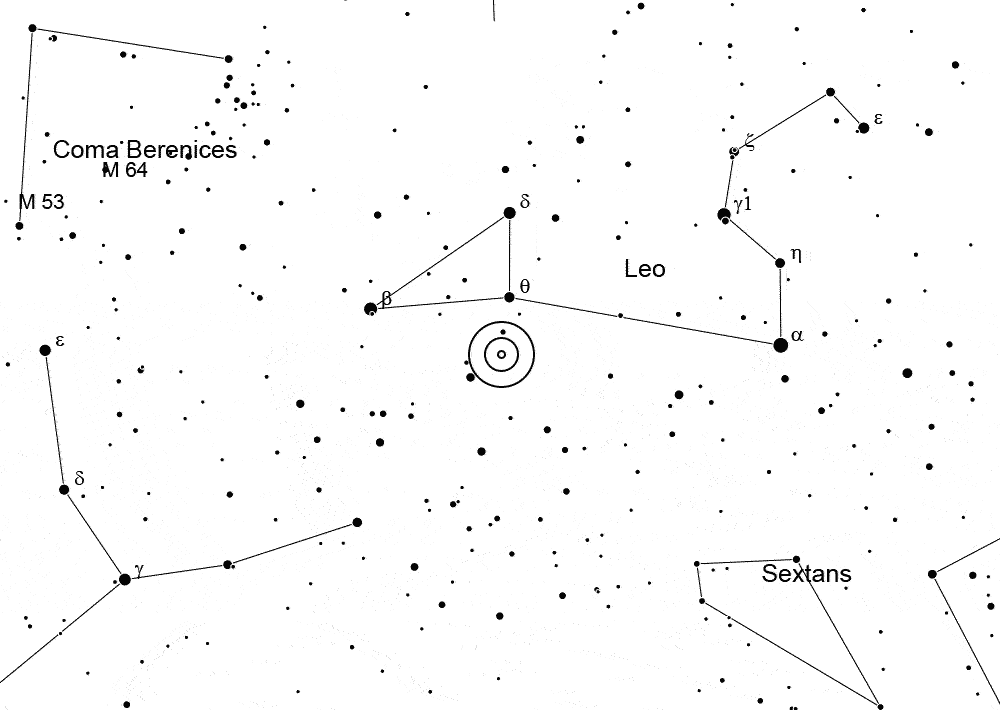 ε
ζ
Coma Berenices
M 64
M 53
δ
γ1
η
Leo
θ
β
α
ε
δ
γ
Sextans